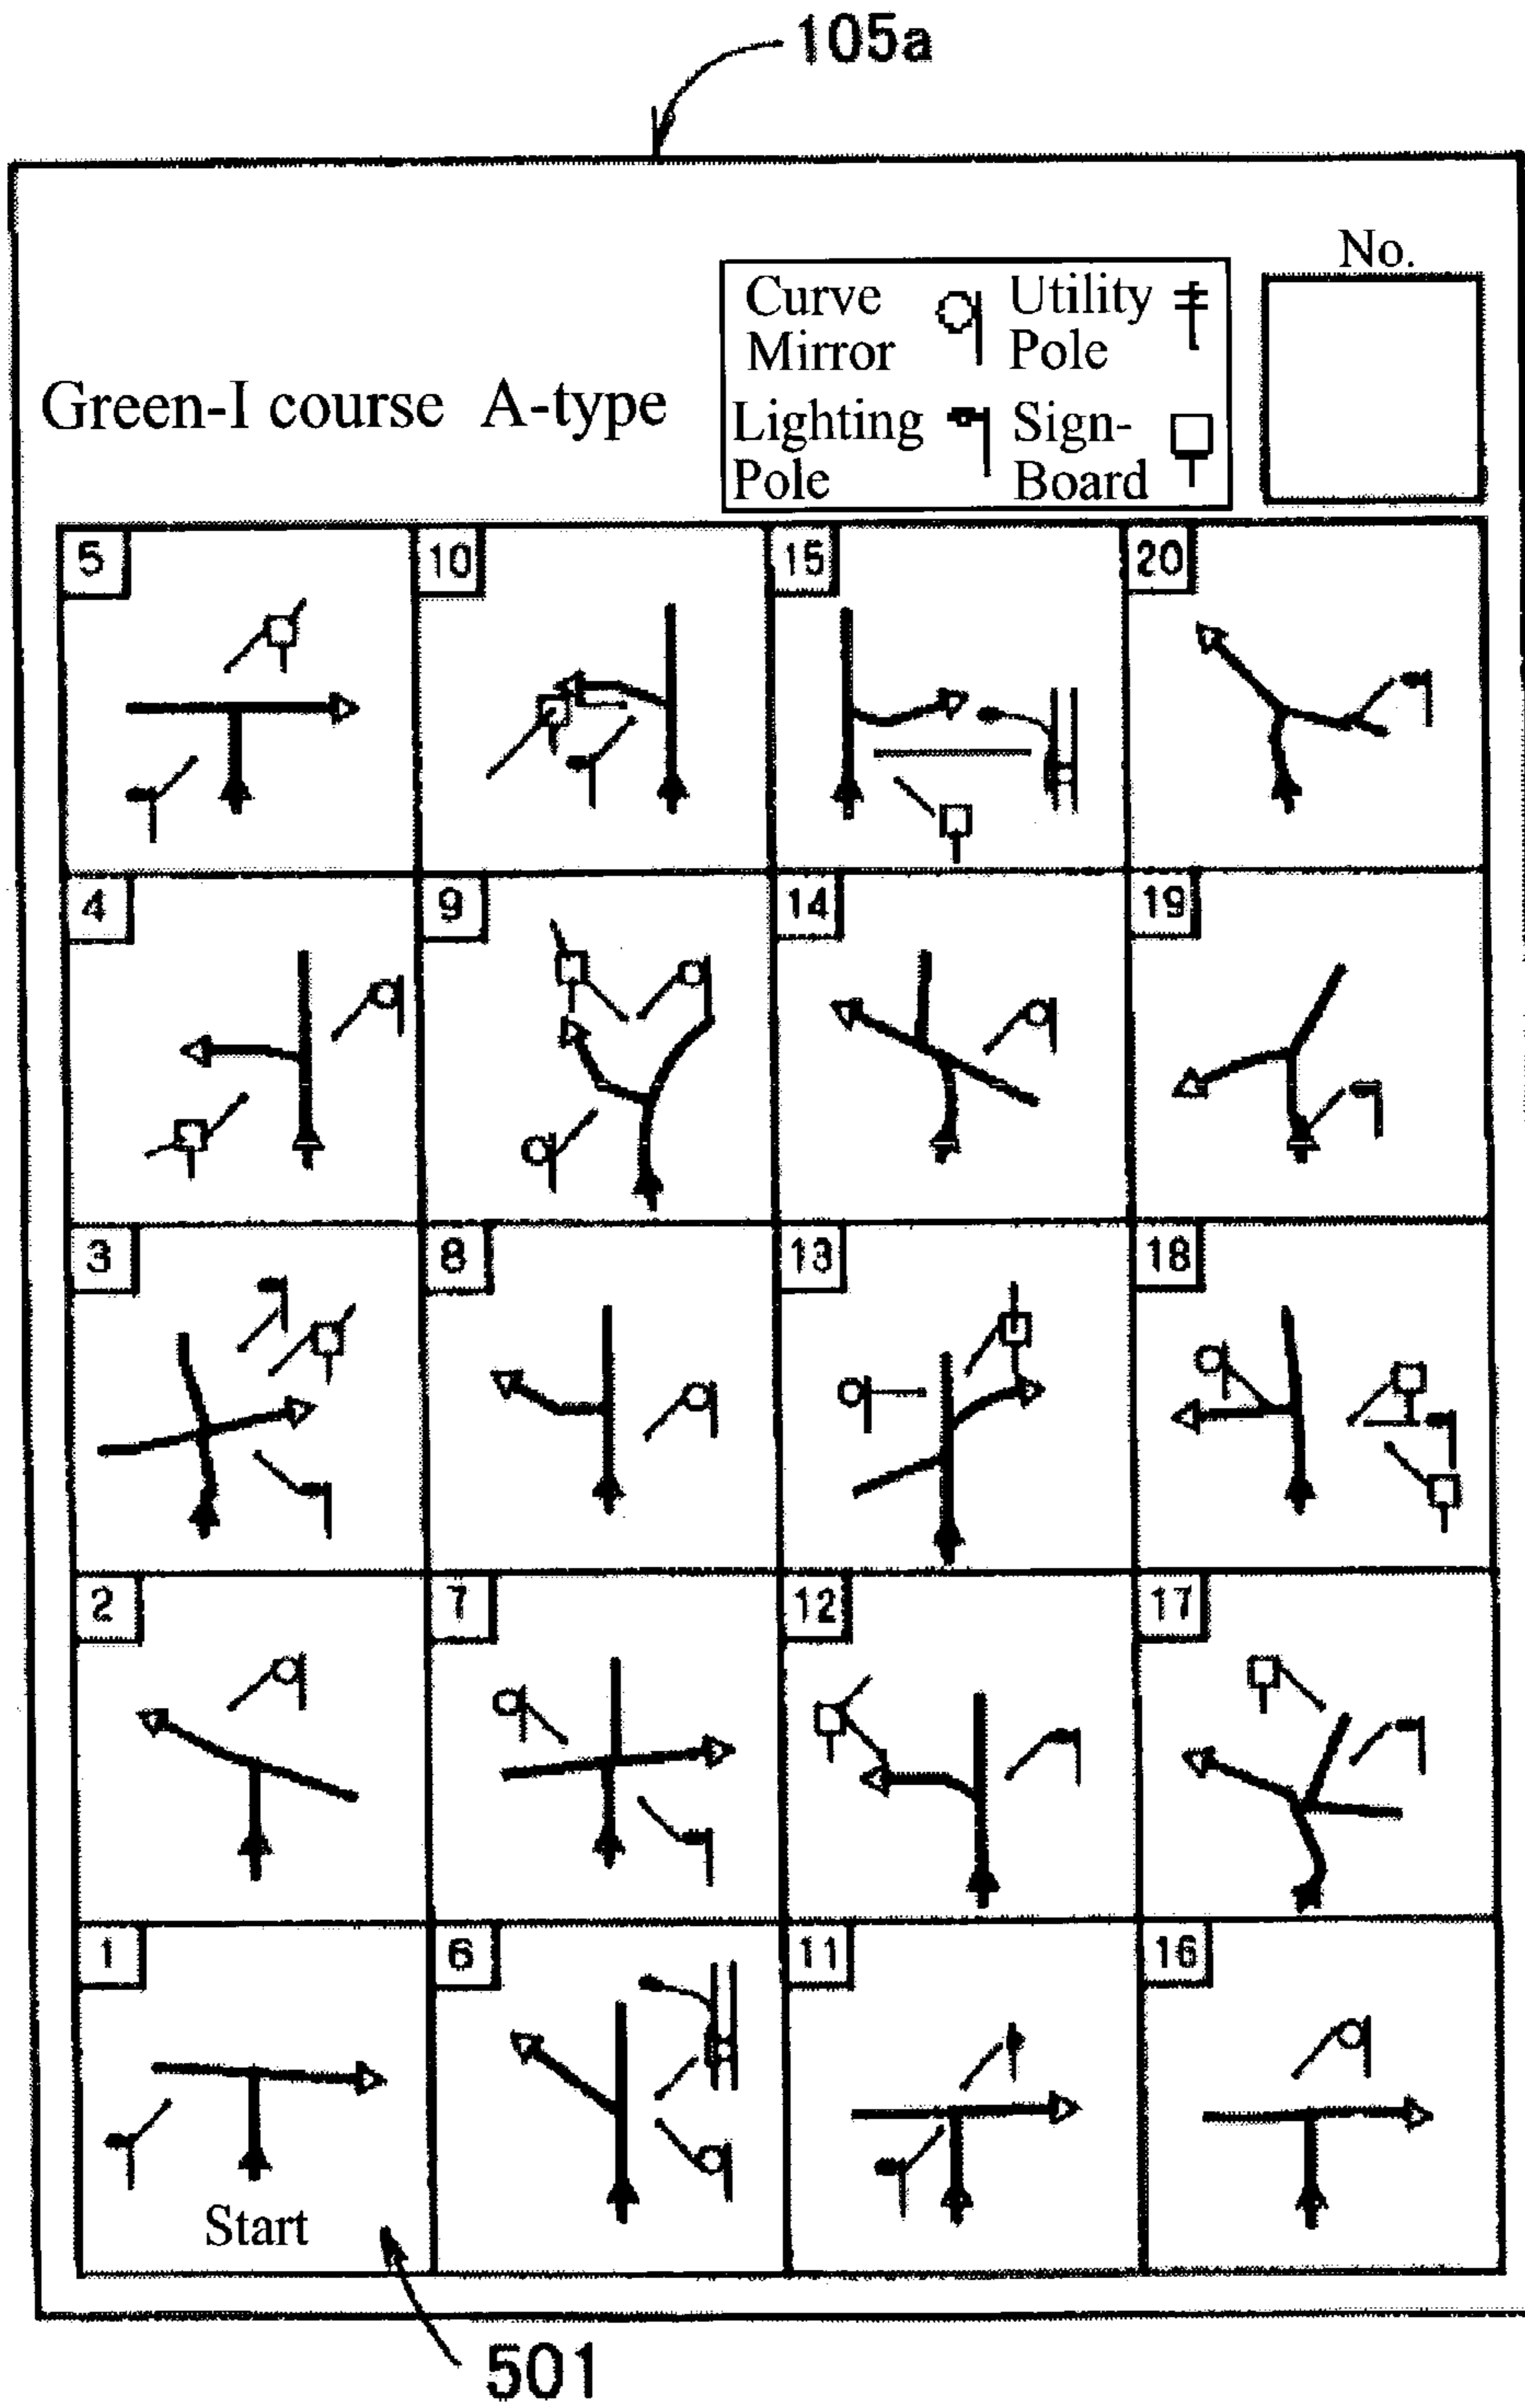 105a
No.
Curve Utility
Mirror Pole
Green-I course A-type
Lighting Sign-
Pole Board
5 10 15 20
4 9 14 19
3 8 13 18
2 7 12 17
1 6 11 16
Start
501